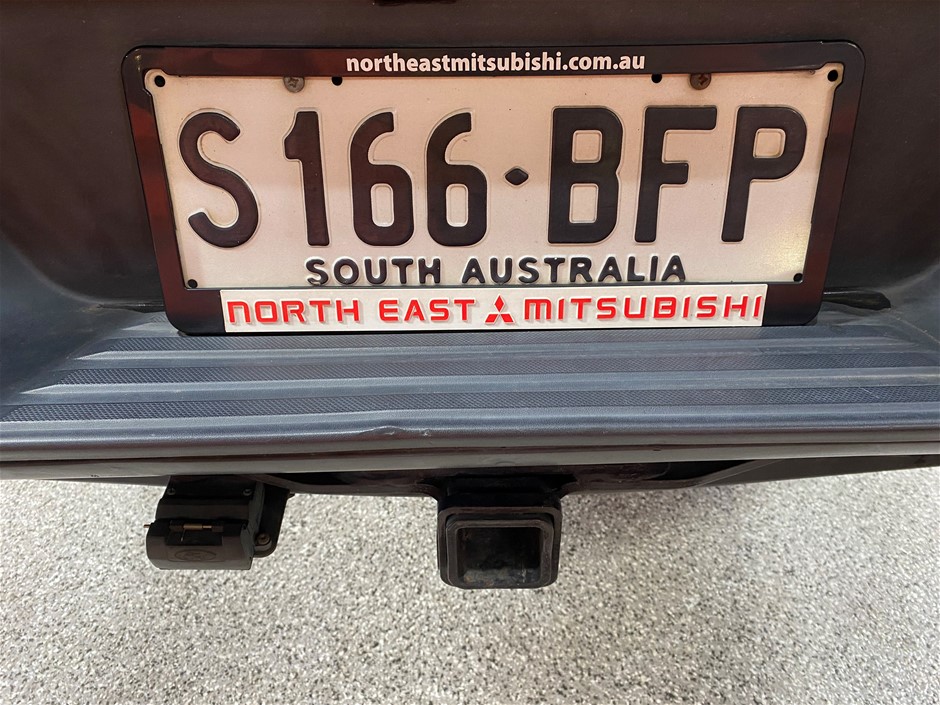 northeastmitsubishi.com.au
S166·BFP
SOUTH AUSTRALIA
NORTH EAST MITSUBISHI